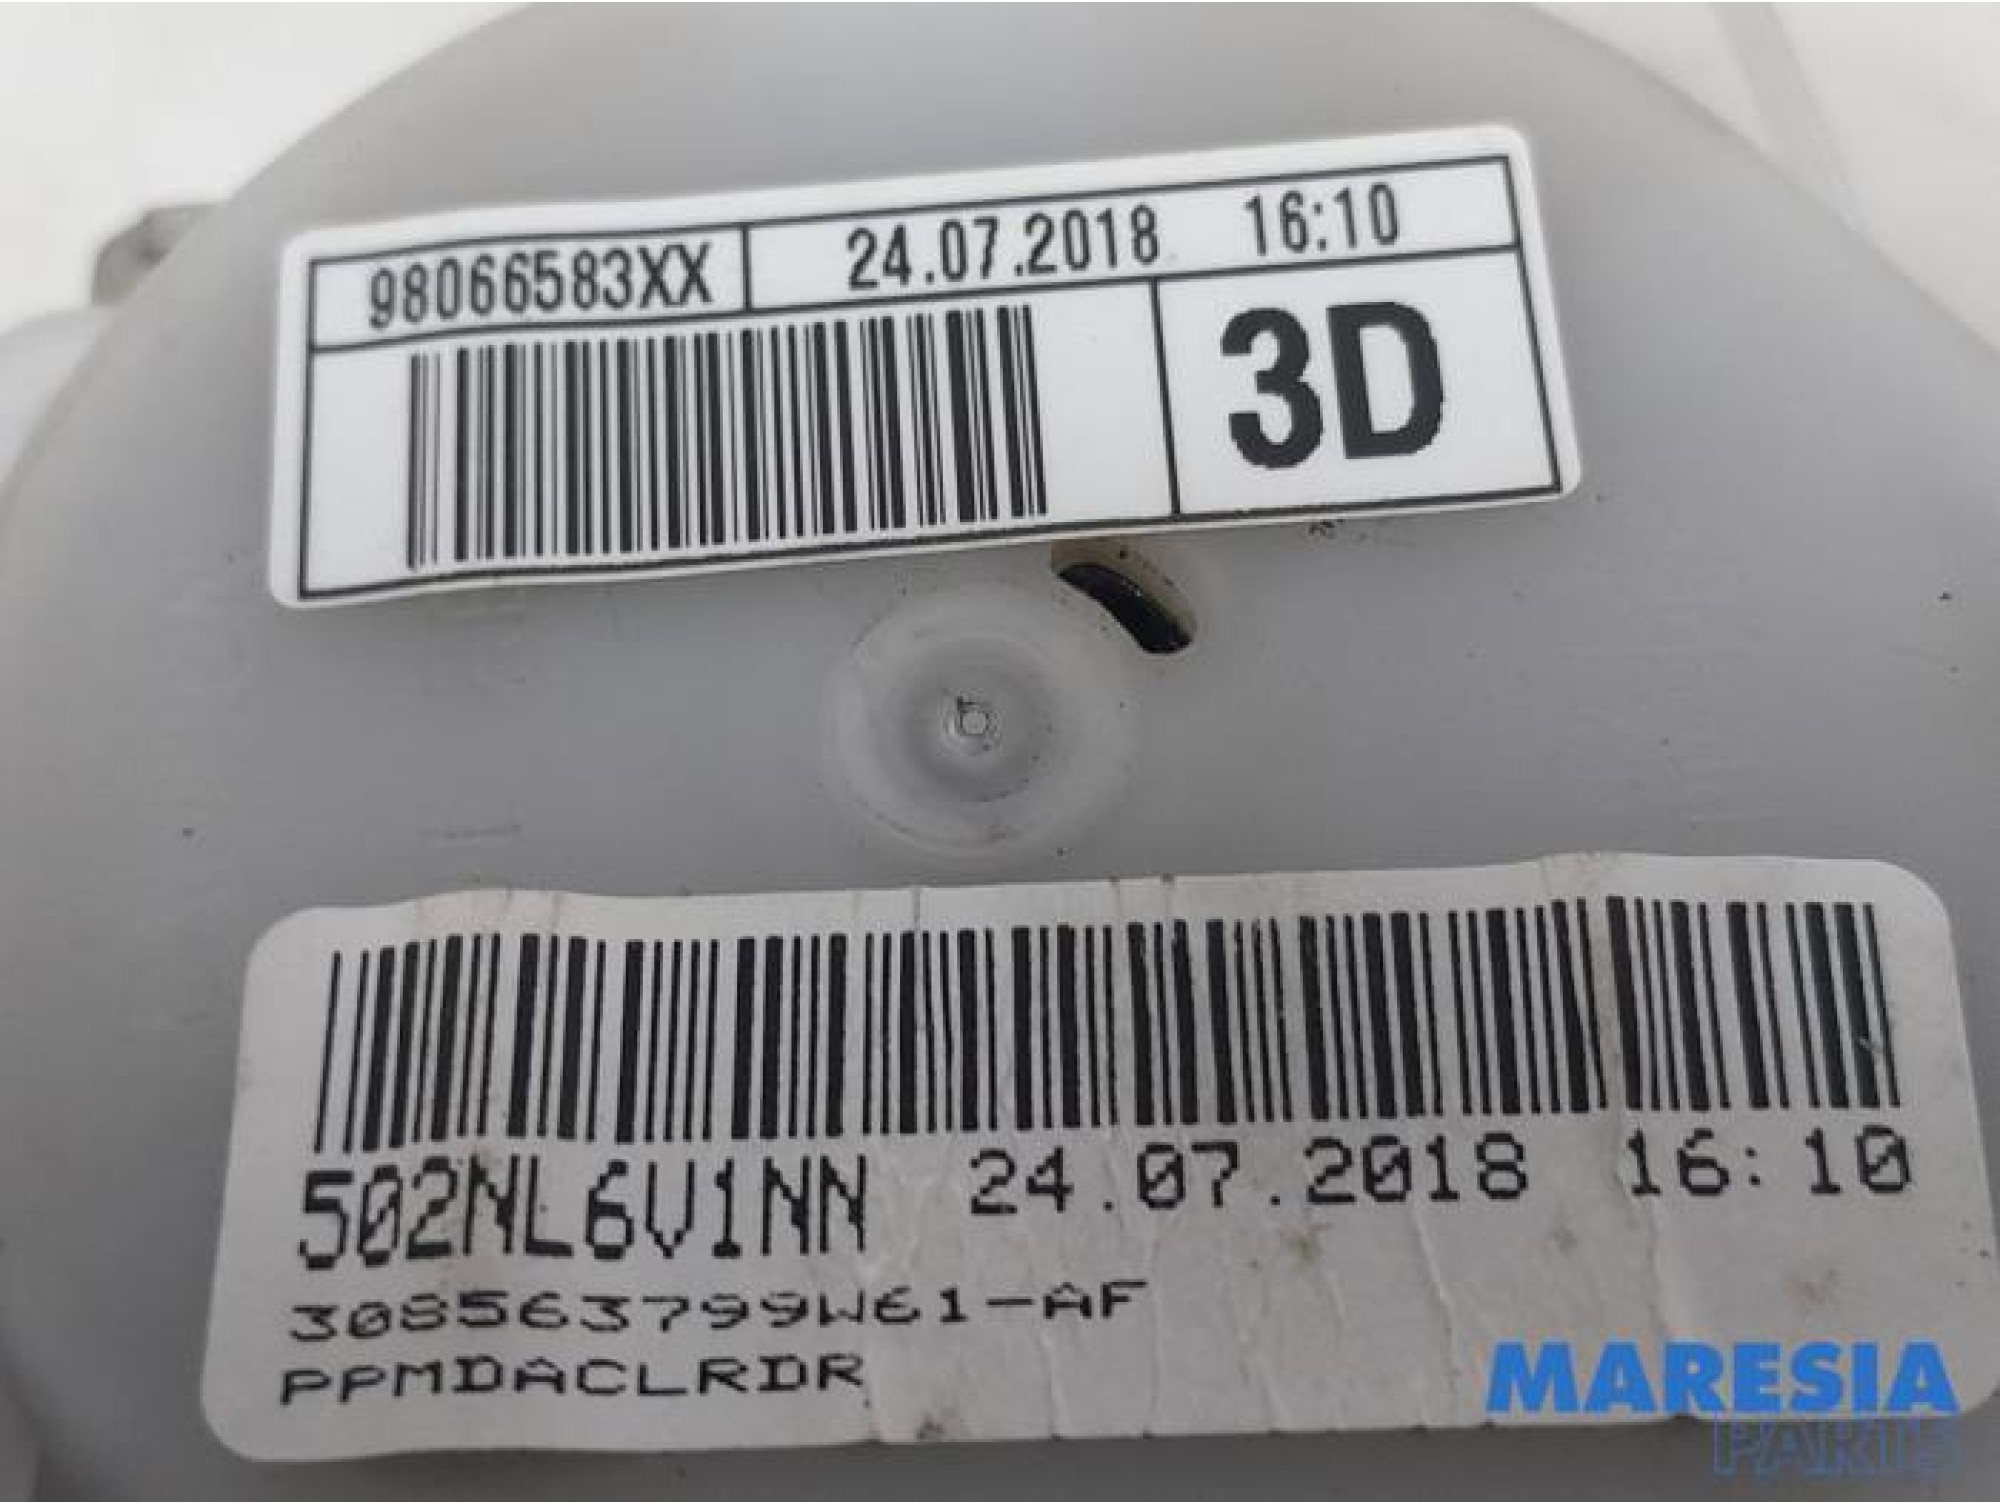 98066583XX 24.07.2018 16:10
3D
502NL6V1NN 24.07.2018 16:10
308563799W61-AF
PPMDACLRDR
MARESIA
PARTS